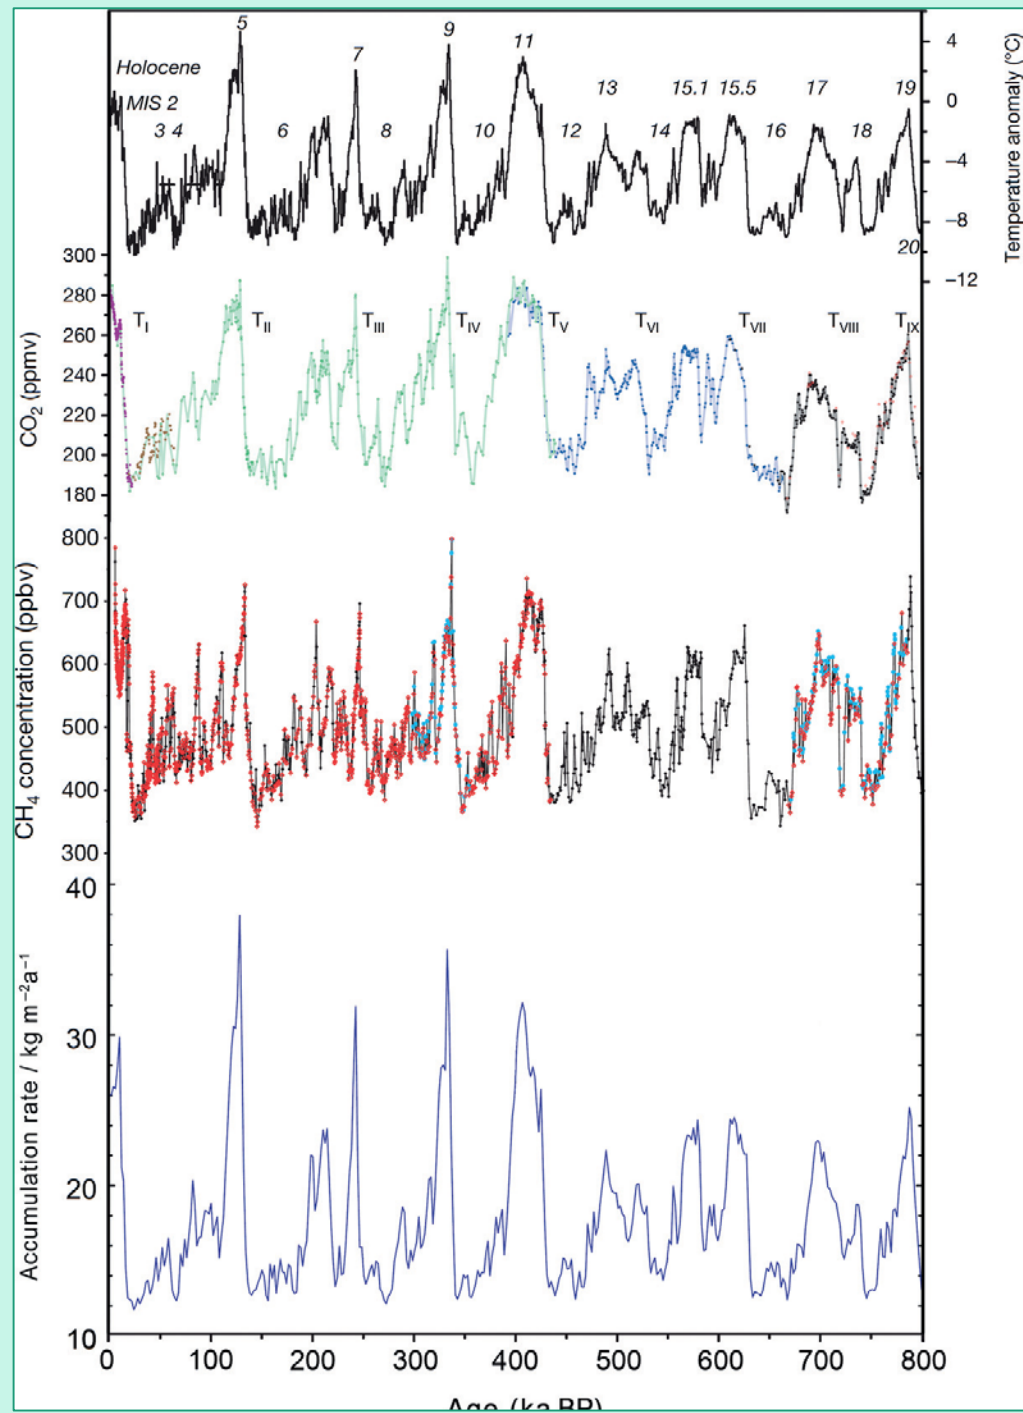 5
9
11
7
Holocene
MIS 2
3 4
6
8
10
12
13
14
15.1
15.5
16
17
18
19
20
4
0
−4
−8
−12
Temperature anomaly (°C)
300
280
260
240
220
200
180
CO2 (ppmv)
TI
TII
TIII
TIV
TV
TVI
TVII
TVIII
TIX
800
700
600
500
400
300
CH4 concentration (ppbv)
40
30
20
10
Accumulation rate / kg m−2a−1
0 100 200 300 400 500 600 700 800
Age (ka BP)